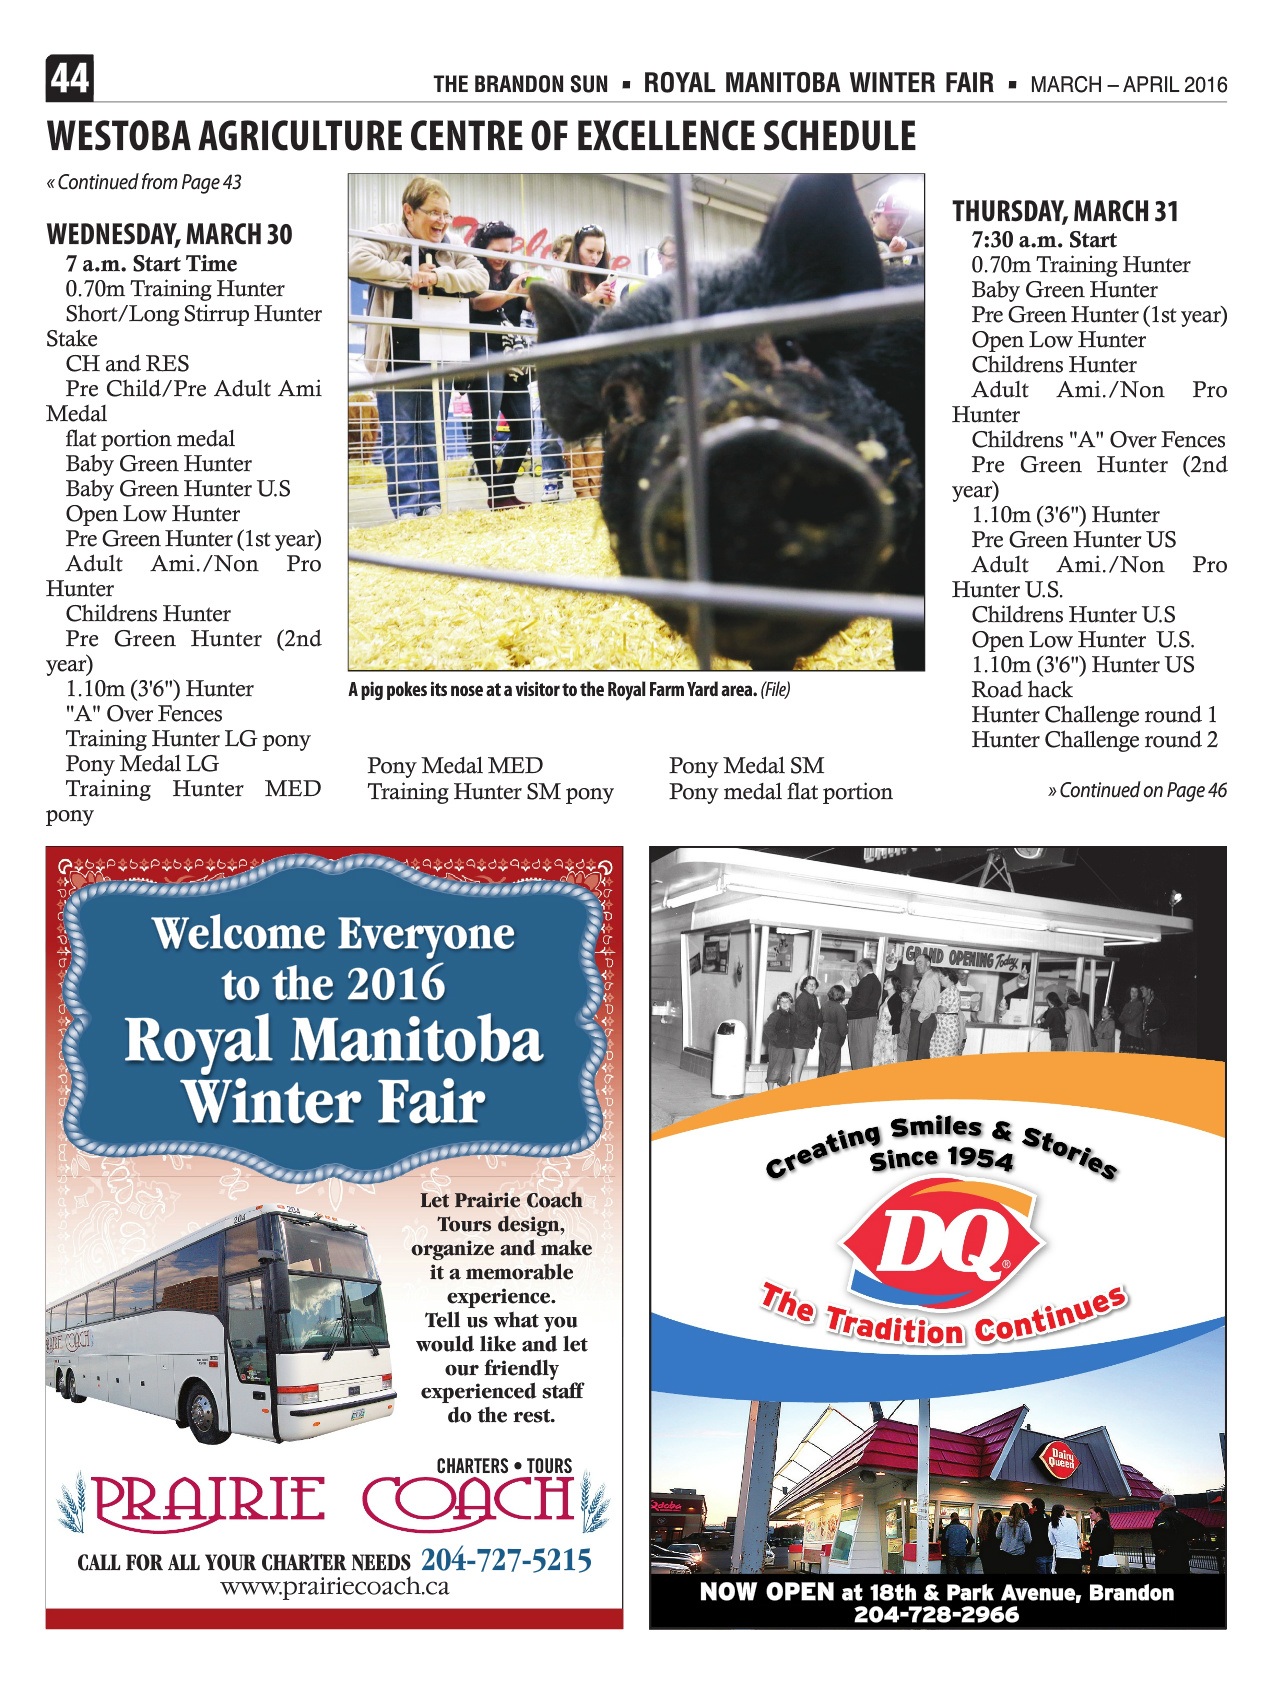 44
THE BRANDON SUN ▪ ROYAL MANITOBA WINTER FAIR ▪ MARCH – APRIL 2016
WESTOBA AGRICULTURE CENTRE OF EXCELLENCE SCHEDULE
« Continued from Page 43
WEDNESDAY, MARCH 30
7 a.m. Start Time
0.70m Training Hunter
Short/Long Stirrup Hunter
Stake
CH and RES
Pre Child/Pre Adult Ami
Medal
flat portion medal
Baby Green Hunter
Baby Green Hunter U.S
Open Low Hunter
Pre Green Hunter (1st year)
Adult Ami./Non Pro
Hunter
Childrens Hunter
Pre Green Hunter (2nd
year)
1.10m (3'6") Hunter
"A" Over Fences
Training Hunter LG pony
Pony Medal LG
Training Hunter MED
pony
A pig pokes its nose at a visitor to the Royal Farm Yard area. (File)
Pony Medal MED
Training Hunter SM pony
Pony Medal SM
Pony medal flat portion
THURSDAY, MARCH 31
7:30 a.m. Start
0.70m Training Hunter
Baby Green Hunter
Pre Green Hunter (1st year)
Open Low Hunter
Childrens Hunter
Adult Ami./Non Pro
Hunter
Childrens "A" Over Fences
Pre Green Hunter (2nd
year)
1.10m (3'6") Hunter
Pre Green Hunter US
Adult Ami./Non Pro
Hunter U.S.
Childrens Hunter U.S
Open Low Hunter U.S.
1.10m (3'6") Hunter US
Road hack
Hunter Challenge round 1
Hunter Challenge round 2
» Continued on Page 46
Welcome Everyone
to the 2016
Royal Manitoba
Winter Fair
204
204
PRAIRIE COACH
Let Prairie Coach
Tours design,
organize and make
it a memorable
experience.
Tell us what you
would like and let
our friendly
experienced staff
do the rest.
CHARTERS • TOURS
PRAIRIE COACH
CALL FOR ALL YOUR CHARTER NEEDS 204-727-5215
www.prairiecoach.ca
GRAND OPENING Today
Creating Smiles & Stories
Since 1954
DQ®
The Tradition Continues
Dairy
Queen
Qdoba
NOW OPEN at 18th & Park Avenue, Brandon
204-728-2966